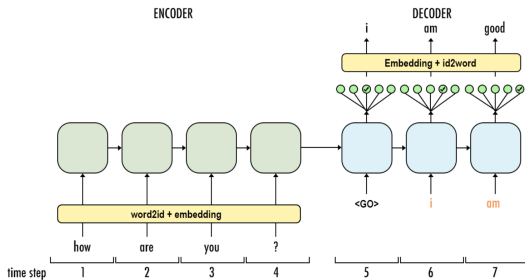 ENCODER DECODER
i am good
Embedding + id2word
word2id + embedding
<GO> i am
how are you ?
time step 1 2 3 4 5 6 7